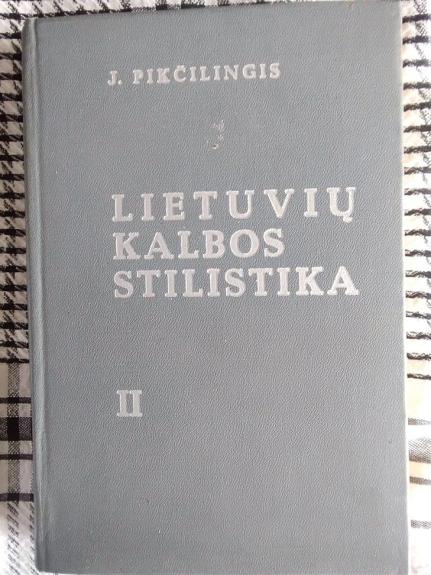 J. PIKČILINGIS
LIETUVIŲ
KALBOS
STILISTIKA
II